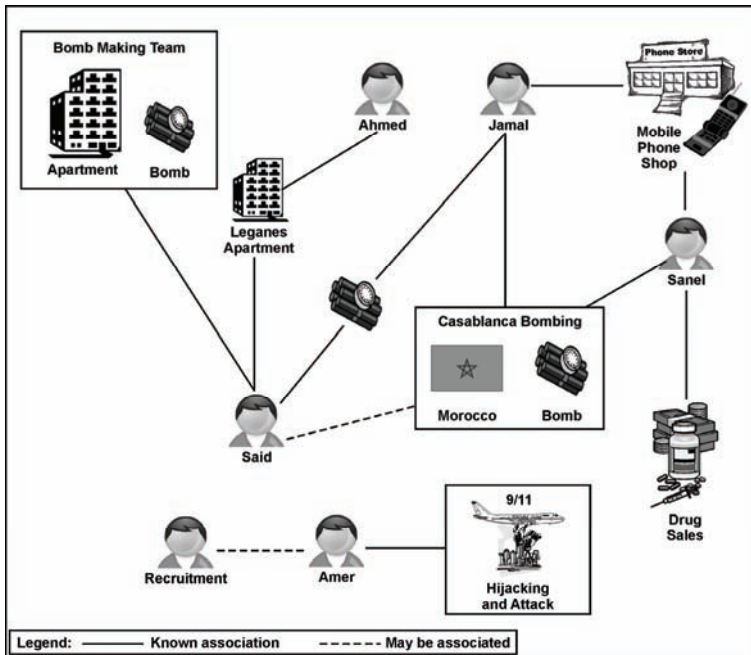 Bomb Making Team
Apartment
Bomb
Ahmed
Jamal
Phone Store
Mobile
Phone
Shop
Leganes
Apartment
Sanel
Casablanca Bombing
Morocco
Bomb
Said
Drug
Sales
9/11
Recruitment
Amer
Hijacking
and Attack
Legend: Known association May be associated